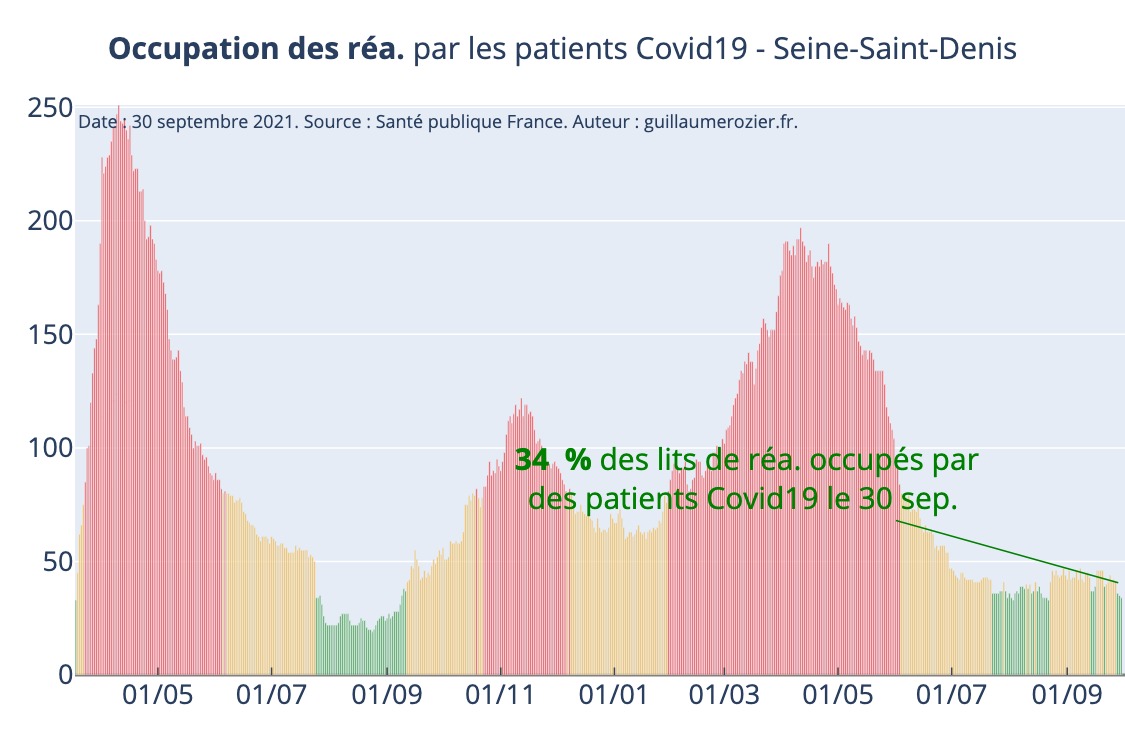 Occupation des réa. par les patients Covid19 - Seine-Saint-Denis
250
Date : 30 septembre 2021. Source : Santé publique France. Auteur : guillaumerozier.fr.
200
150
100
34 % des lits de réa. occupés par
des patients Covid19 le 30 sep.
50
0
01/05 01/07 01/09 01/11 01/01 01/03 01/05 01/07 01/09